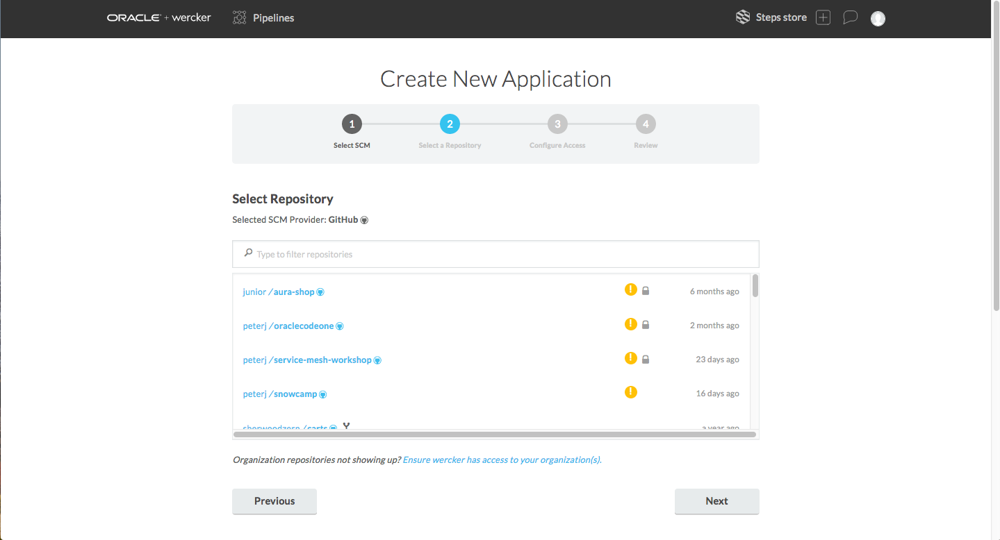 ORACLE + wercker Pipelines Steps store
Create New Application
1 2 3 4
Select SCM Select a Repository Configure Access Review
Select Repository
Selected SCM Provider: GitHub
Type to filter repositories
junior /aura-shop 6 months ago
peterj /oraclecodeone 2 months ago
peterj /service-mesh-workshop 23 days ago
peterj /snowcamp 16 days ago
sherwoodzern /carts a year ago
Organization repositories not showing up? Ensure wercker has access to your organization(s).
Previous Next